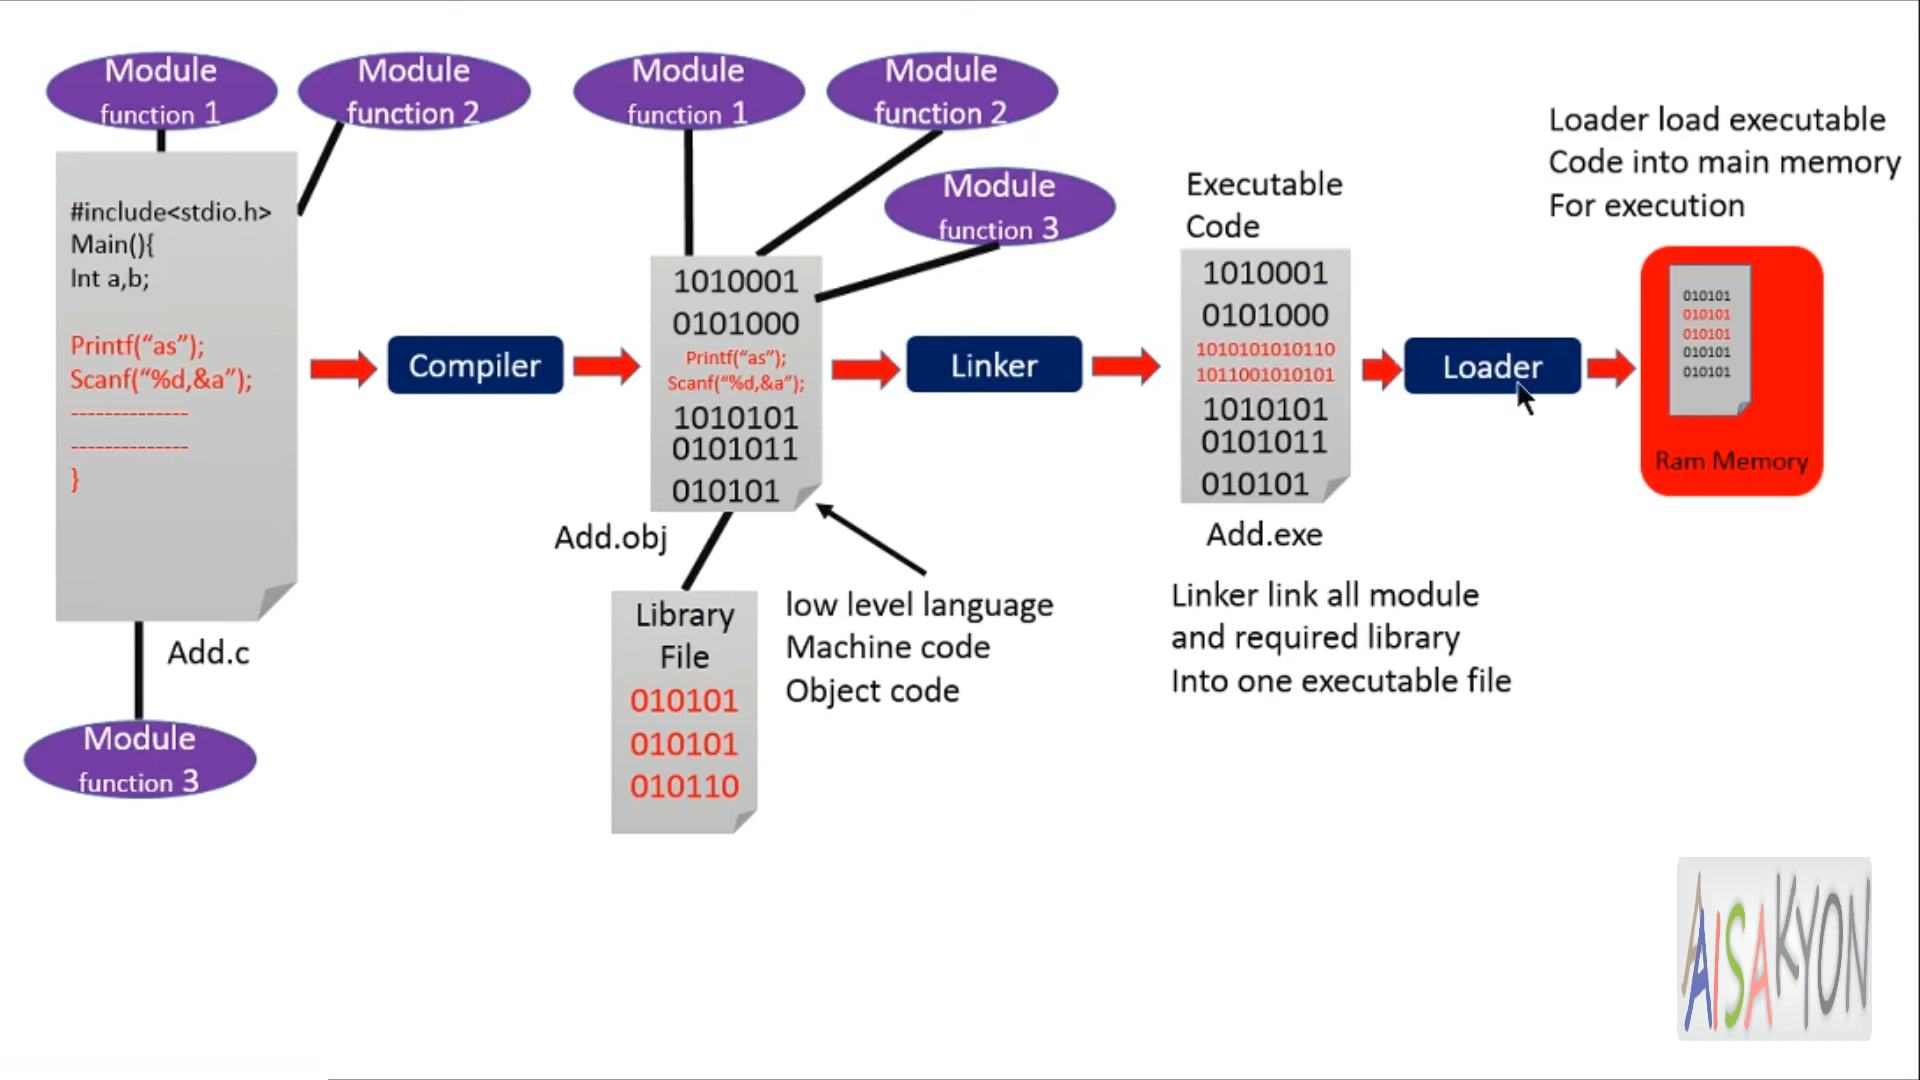 Module
function 1
Module
function 2
#include<stdio.h>
Main(){
Int a,b;
Printf(“as”);
Scanf(“%d,&a”);
--------------
--------------
}
Add.c
Module
function 3
Compiler
Module
function 1
Module
function 2
Module
function 3
1010001
0101000
Printf(“as”);
Scanf(“%d,&a”);
1010101
0101011
010101
Add.obj
Library
File
010101
010101
010110
low level language
Machine code
Object code
Linker
Executable
Code
1010001
0101000
1010101010110
1011001010101
1010101
0101011
010101
Add.exe
Linker link all module
and required library
Into one executable file
Loader
Loader load executable
Code into main memory
For execution
010101
010101
010101
010101
010101
Ram Memory
AISAKYON